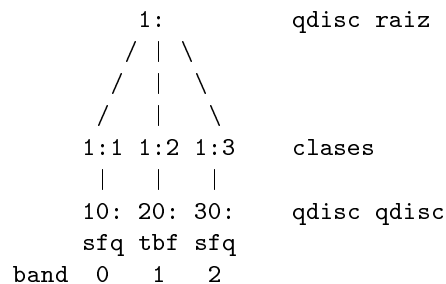 1: qdisc raiz
1:1 1:2 1:3 clases
10: 20: 30: qdisc qdisc
sfq tbf sfq
band 0 1 2